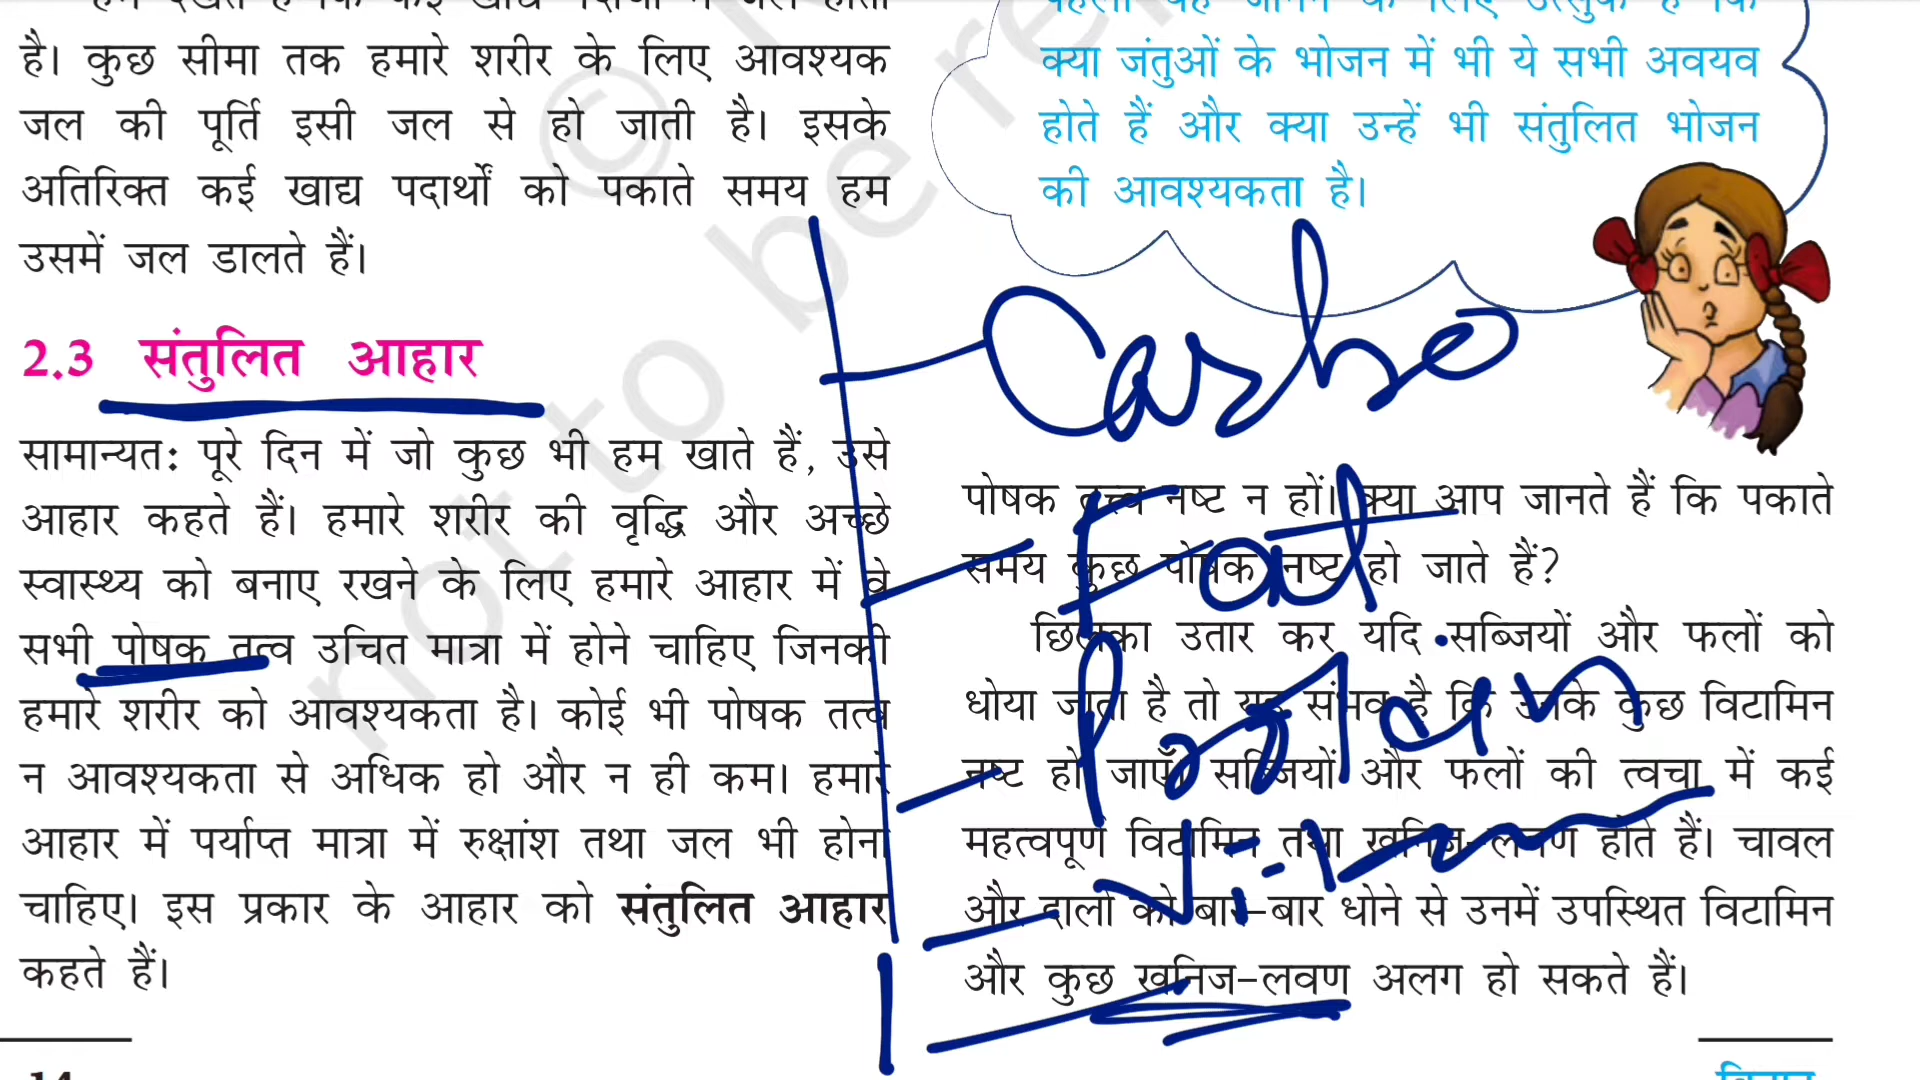 है। कुछ सीमा तक हमारे शरीर के लिए आवश्यक
जल की पूर्ति इसी जल से हो जाती है। इसके
अतिरिक्त कई खाद्य पदार्थों को पकाते समय हम
उसमें जल डालते हैं।
2.3 संतुलित आहार
सामान्यतः पूरे दिन में जो कुछ भी हम खाते हैं, उसे
आहार कहते हैं। हमारे शरीर की वृद्धि और अच्छे
स्वास्थ्य को बनाए रखने के लिए हमारे आहार में वे
सभी पोषक तत्व उचित मात्रा में होने चाहिए जिनकी
हमारे शरीर को आवश्यकता है। कोई भी पोषक तत्व
न आवश्यकता से अधिक हो और न ही कम। हमारे
आहार में पर्याप्त मात्रा में रुक्षांश तथा जल भी होना
चाहिए। इस प्रकार के आहार को संतुलित आहार
कहते हैं।
क्या जंतुओं के भोजन में भी ये सभी अवयव
होते हैं और क्या उन्हें भी संतुलित भोजन
की आवश्यकता है।
Carbo
पोषक तत्त्व नष्ट न हों। क्या आप जानते हैं कि पकाते
Fat
समय कुछ पोषक नष्ट हो जाते हैं?
छिलका उतार कर यदि सब्जियों और फलों को
Protein
धोया जाता है तो यह संभव है कि उनके कुछ विटामिन
नष्ट हो जाएँ। सब्जियों और फलों की त्वचा में कई
महत्वपूर्ण विटामिन तथा खनिज-लवण होते हैं। चावल
और दालों को बार-बार धोने से उनमें उपस्थित विटामिन
और कुछ खनिज-लवण अलग हो सकते हैं।
not to be